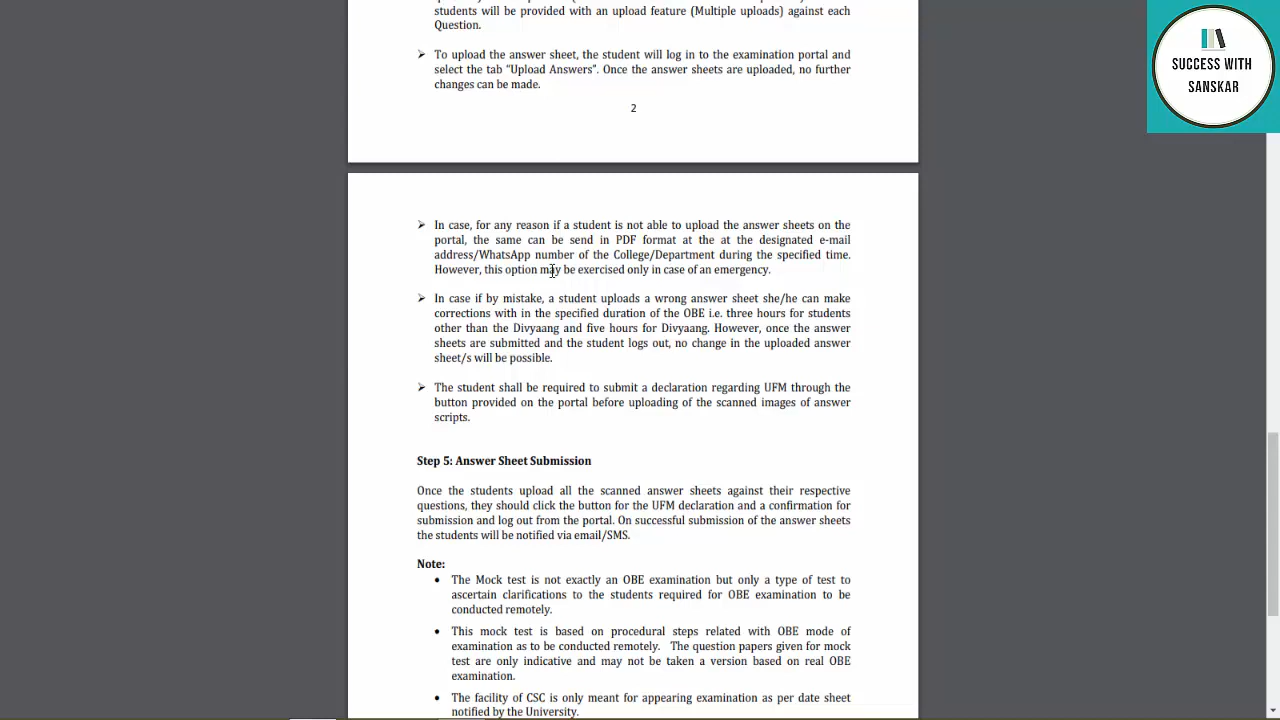 students will be provided with an upload feature (Multiple uploads) against each
Question.
➢ To upload the answer sheet, the student will log in to the examination portal and
select the tab “Upload Answers”. Once the answer sheets are uploaded, no further
changes can be made.
2
➢ In case, for any reason if a student is not able to upload the answer sheets on the
portal, the same can be send in PDF format at the at the designated e-mail
address/WhatsApp number of the College/Department during the specified time.
However, this option may be exercised only in case of an emergency.
➢ In case if by mistake, a student uploads a wrong answer sheet she/he can make
corrections with in the specified duration of the OBE i.e. three hours for students
other than the Divyaang and five hours for Divyaang. However, once the answer
sheets are submitted and the student logs out, no change in the uploaded answer
sheet/s will be possible.
➢ The student shall be required to submit a declaration regarding UFM through the
button provided on the portal before uploading of the scanned images of answer
scripts.
Step 5: Answer Sheet Submission
Once the students upload all the scanned answer sheets against their respective
questions, they should click the button for the UFM declaration and a confirmation for
submission and log out from the portal. On successful submission of the answer sheets
the students will be notified via email/SMS.
Note:
• The Mock test is not exactly an OBE examination but only a type of test to
ascertain clarifications to the students required for OBE examination to be
conducted remotely.
• This mock test is based on procedural steps related with OBE mode of
examination as to be conducted remotely. The question papers given for mock
test are only indicative and may not be taken a version based on real OBE
examination.
• The facility of CSC is only meant for appearing examination as per date sheet
notified by the University.
SUCCESS WITH
SANSKAR